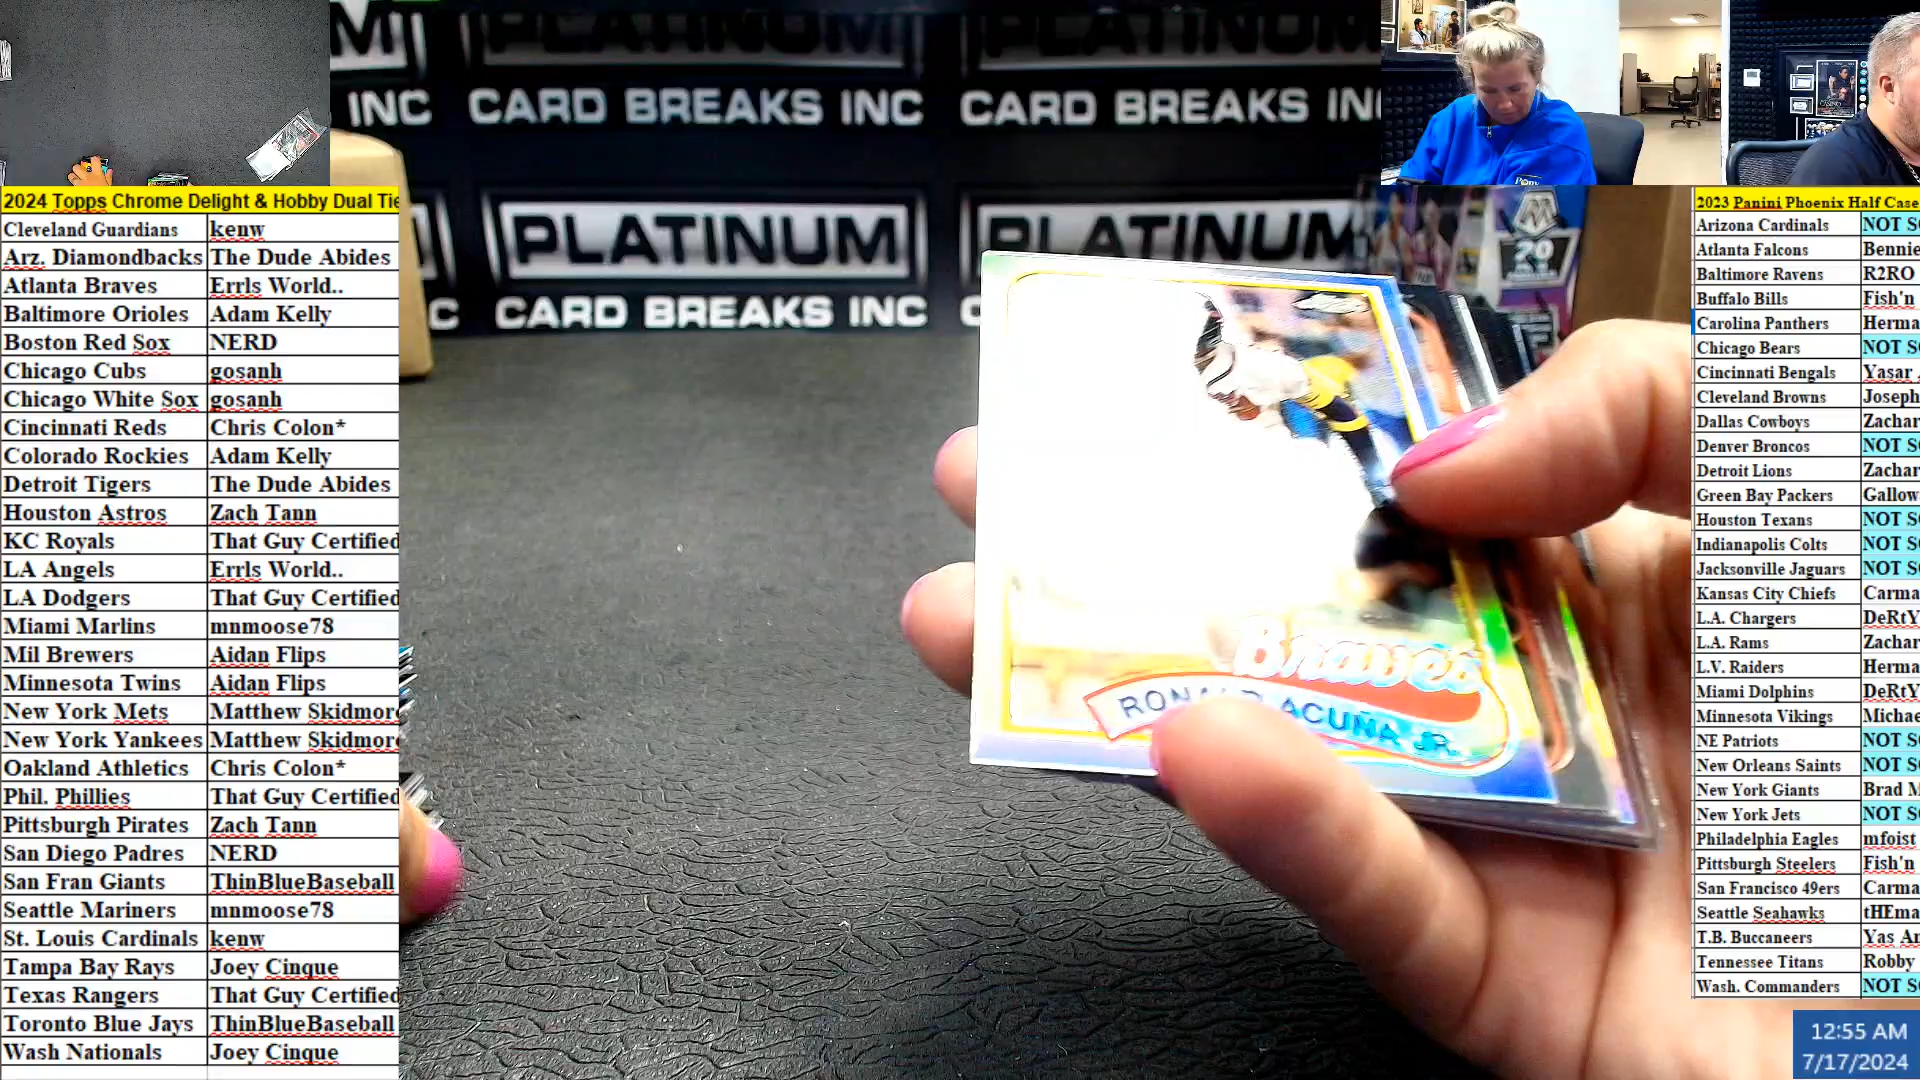 PLATINUM PLATINUM
INC CARD BREAKS INC CARD BREAKS INC
PLATINUM PLATINUM
CARD BREAKS INC
20
2024 Topps Chrome Delight & Hobby Dual Tie
Cleveland Guardians kenw
Arz. Diamondbacks The Dude Abides
Atlanta Braves Errls World..
Baltimore Orioles Adam Kelly
Boston Red Sox NERD
Chicago Cubs gosanh
Chicago White Sox gosanh
Cincinnati Reds Chris Colon*
Colorado Rockies Adam Kelly
Detroit Tigers The Dude Abides
Houston Astros Zach Tann
KC Royals That Guy Certified
LA Angels Errls World..
LA Dodgers That Guy Certified
Miami Marlins mnmoose78
Mil Brewers Aidan Flips
Minnesota Twins Aidan Flips
New York Mets Matthew Skidmore
New York Yankees Matthew Skidmore
Oakland Athletics Chris Colon*
Phil. Phillies That Guy Certified
Pittsburgh Pirates Zach Tann
San Diego Padres NERD
San Fran Giants ThinBlueBaseball
Seattle Mariners mnmoose78
St. Louis Cardinals kenw
Tampa Bay Rays Joey Cinque
Texas Rangers That Guy Certified
Toronto Blue Jays ThinBlueBaseball
Wash Nationals Joey Cinque
Braves
ACUÑA JR.
2023 Panini Phoenix Half Case
Arizona Cardinals NOT
Atlanta Falcons Bennie
Baltimore Ravens R2RO
Buffalo Bills Fish'n
Carolina Panthers Herma
Chicago Bears NOT
Cincinnati Bengals Yasar
Cleveland Browns Joseph
Dallas Cowboys Zachar
Denver Broncos NOT
Detroit Lions Zachar
Green Bay Packers Gallow
Houston Texans NOT
Indianapolis Colts NOT
Jacksonville Jaguars NOT
Kansas City Chiefs Carma
L.A. Chargers DeRtY
L.A. Rams Zachar
L.V. Raiders Herma
Miami Dolphins DeRtY
Minnesota Vikings Michae
NE Patriots NOT
New Orleans Saints NOT
New York Giants Brad M
New York Jets NOT
Philadelphia Eagles mfoist
Pittsburgh Steelers Fish'n
San Francisco 49ers Carma
Seattle Seahawks tHEma
T.B. Buccaneers Yas An
Tennessee Titans Robby
Wash. Commanders NOT
12:55 AM
7/17/2024